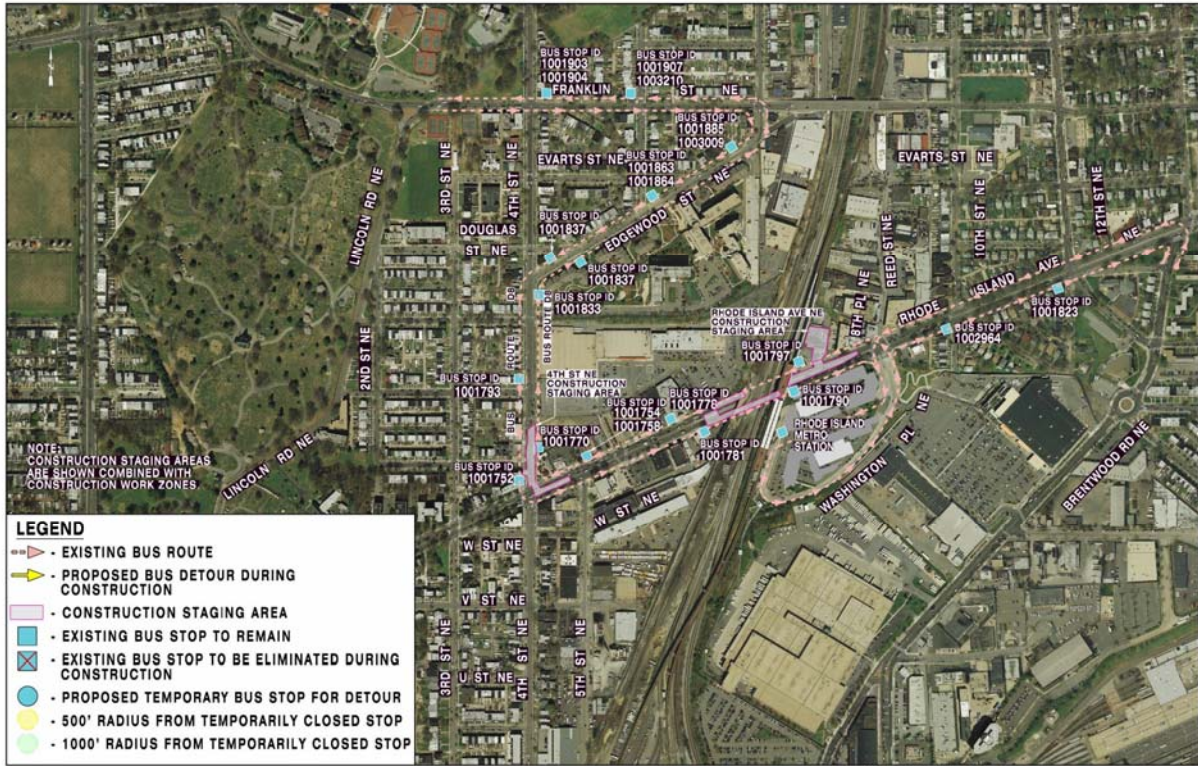 BUS STOP ID
1001903
1001904
BUS STOP ID
1001907
1003210
FRANKLIN ST NE
BUS STOP ID
1001885
1003009
EVARTS ST NE
BUS STOP ID
1001863
1001864
EVARTS ST NE
LINCOLN RD NE
3RD ST NE
4TH ST NE
10TH ST NE
12TH ST NE
DOUGLAS
ST NE
BUS STOP ID
1001837
EDGEWOOD ST NE
BUS STOP ID
1001837
REED ST NE
8TH PL NE
RHODE ISLAND AVE NE
BUS STOP ID
1001833
BUS ROUTE D8
BUS ROUTE D8
RHODE ISLAND AVE NE
CONSTRUCTION
STAGING AREA
BUS STOP ID
1001823
BUS STOP ID
1002964
BUS STOP ID
1001797
2ND ST NE
BUS STOP ID
1001793
4TH ST NE
CONSTRUCTION
STAGING AREA
BUS STOP ID
1001778
BUS STOP ID
1001790
BUS STOP ID
1001754
1001758
RHODE ISLAND
METRO
STATION
BUS STOP ID
1001770
BUS STOP ID
1001781
WASHINGTON PL NE
BRENTWOOD RD NE
NOTE:
CONSTRUCTION STAGING AREAS
ARE SHOWN COMBINED WITH
CONSTRUCTION WORK ZONES
LINCOLN RD NE
BUS STOP ID
1001752
W ST NE
W ST NE
V ST NE
U ST NE
3RD ST NE
4TH ST NE
5TH ST NE
LEGEND
- EXISTING BUS ROUTE
- PROPOSED BUS DETOUR DURING
CONSTRUCTION
- CONSTRUCTION STAGING AREA
- EXISTING BUS STOP TO REMAIN
- EXISTING BUS STOP TO BE ELIMINATED DURING
CONSTRUCTION
- PROPOSED TEMPORARY BUS STOP FOR DETOUR
- 500' RADIUS FROM TEMPORARILY CLOSED STOP
- 1000' RADIUS FROM TEMPORARILY CLOSED STOP